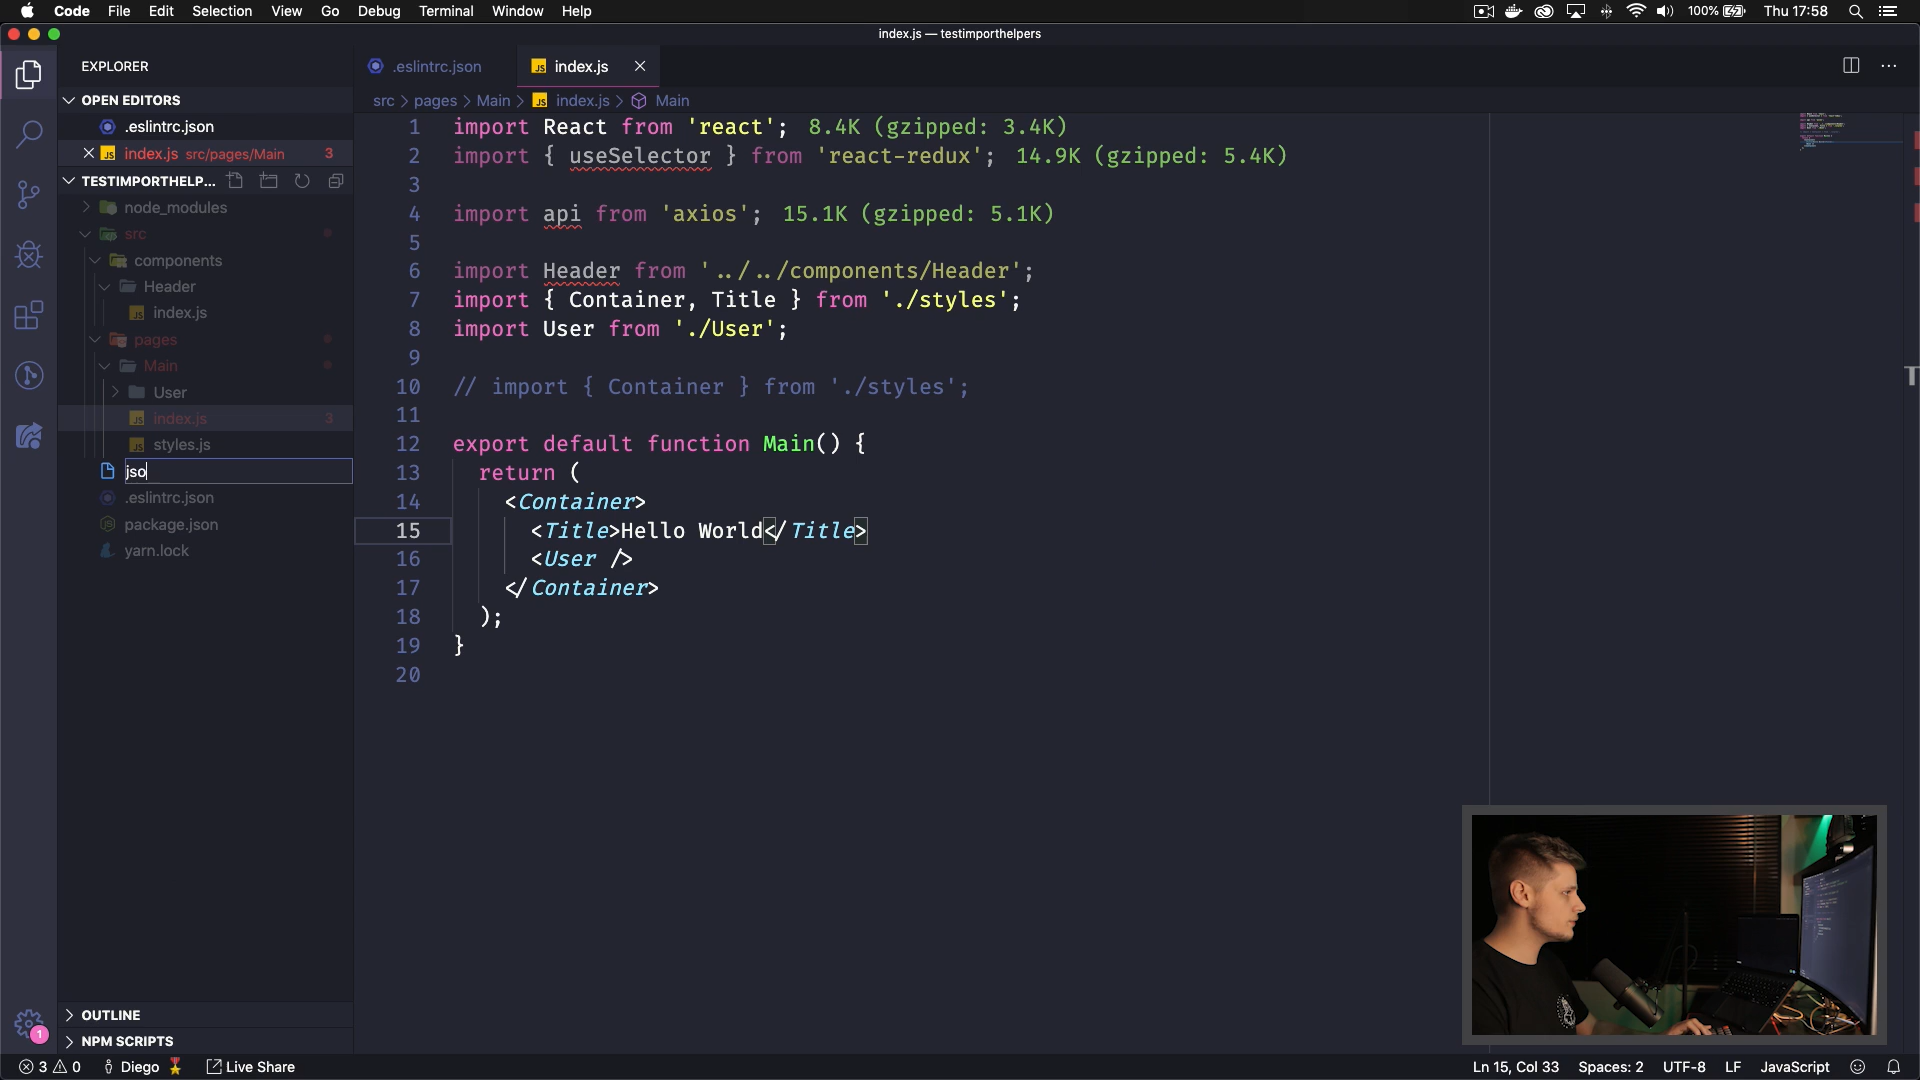 Code File Edit Selection View Go Debug Terminal Window Help 100% Thu 17:58
index.js — testimporthelpers
EXPLORER
.eslintrc.json
index.js
OPEN EDITORS
src > pages > Main > index.js > Main
.eslintrc.json
index.js src/pages/Main 3
TESTIMPORTHELP...
node_modules
src
components
Header
index.js
pages
Main
User
index.js 3
styles.js
jso
.eslintrc.json
package.json
yarn.lock
1 import React from 'react'; 8.4K (gzipped: 3.4K)
2 import { useSelector } from 'react-redux'; 14.9K (gzipped: 5.4K)
3
4 import api from 'axios'; 15.1K (gzipped: 5.1K)
5
6 import Header from '../../components/Header';
7 import { Container, Title } from './styles';
8 import User from './User';
9
10 // import { Container } from './styles';
11
12 export default function Main() {
13 return (
14 <Container>
15 <Title>Hello World</Title>
16 <User />
17 </Container>
18 );
19 }
20
OUTLINE
1
NPM SCRIPTS
3 0 Diego Live Share Ln 15, Col 33 Spaces: 2 UTF-8 LF JavaScript